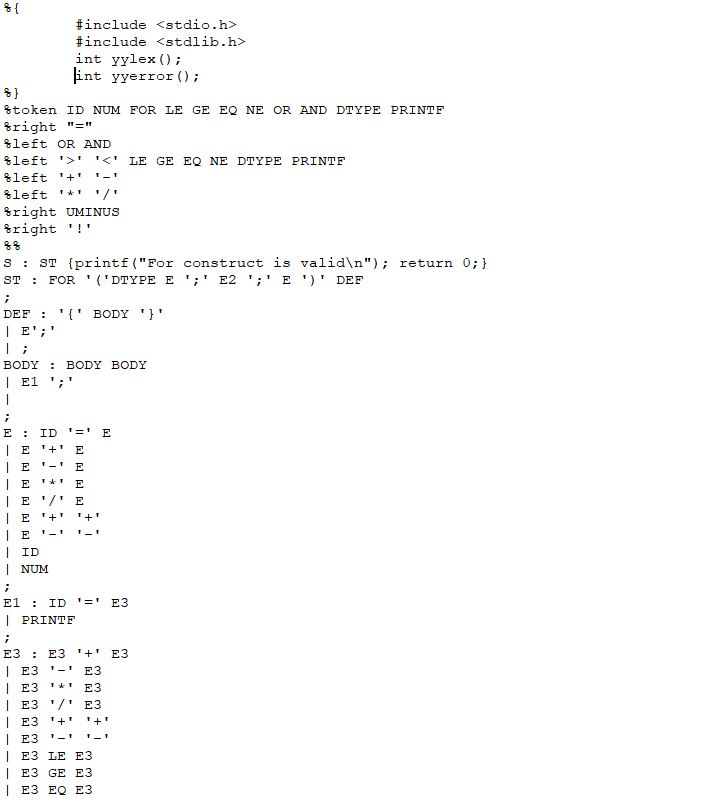 %{
#include <stdio.h>
#include <stdlib.h>
int yylex();
int yyerror();
%}
%token ID NUM FOR LE GE EQ NE OR AND DTYPE PRINTF
%right "="
%left OR AND
%left '>' '<' LE GE EQ NE DTYPE PRINTF
%left '+' '-'
%left '*' '/'
%right UMINUS
%right '!'
%%
S : ST {printf("For construct is valid\n"); return 0;}
ST : FOR '('DTYPE E ';' E2 ';' E ')' DEF
;
DEF : '{' BODY '}'
| E';'
| ;
BODY : BODY BODY
| E1 ';'
|
;
E : ID '=' E
| E '+' E
| E '-' E
| E '*' E
| E '/' E
| E '+' '+'
| E '-' '-'
| ID
| NUM
;
E1 : ID '=' E3
| PRINTF
;
E3 : E3 '+' E3
| E3 '-' E3
| E3 '*' E3
| E3 '/' E3
| E3 '+' '+'
| E3 '-' '-'
| E3 LE E3
| E3 GE E3
| E3 EQ E3